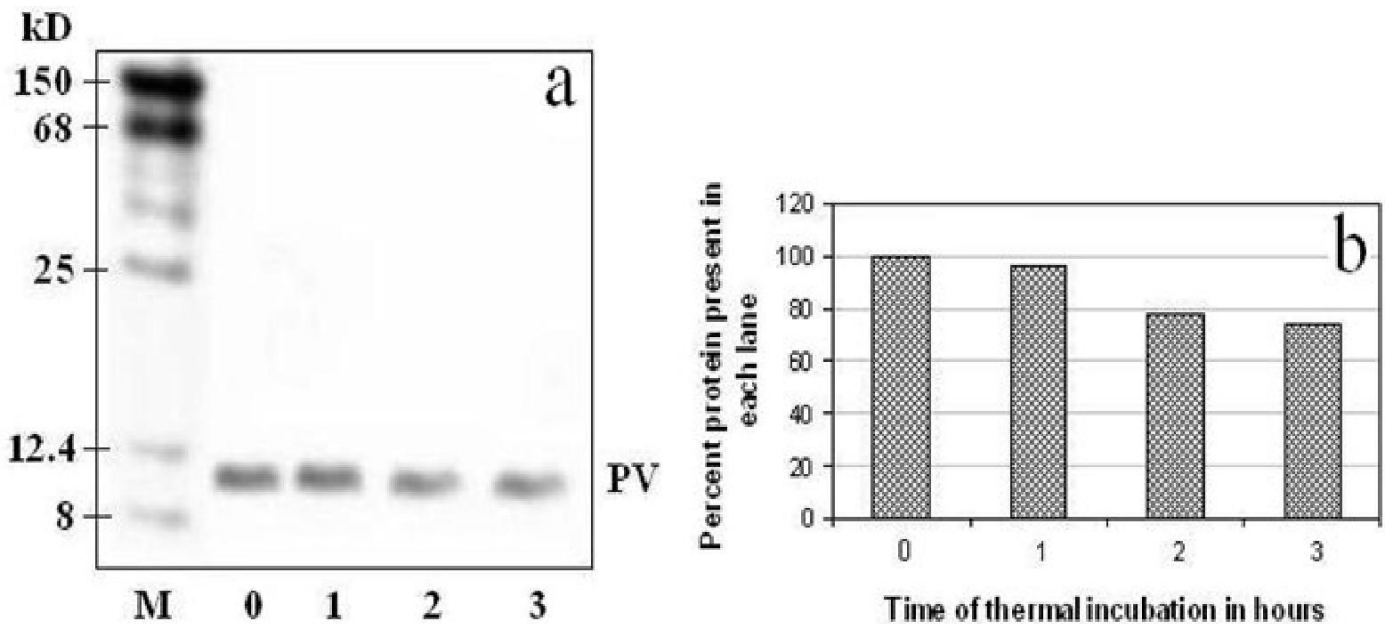 kD
a
150
68
25
12.4
8
PV
M 0 1 2 3
b
Percent protein present in
each lane
120
100
80
60
40
20
0
0 1 2 3
Time of thermal incubation in hours